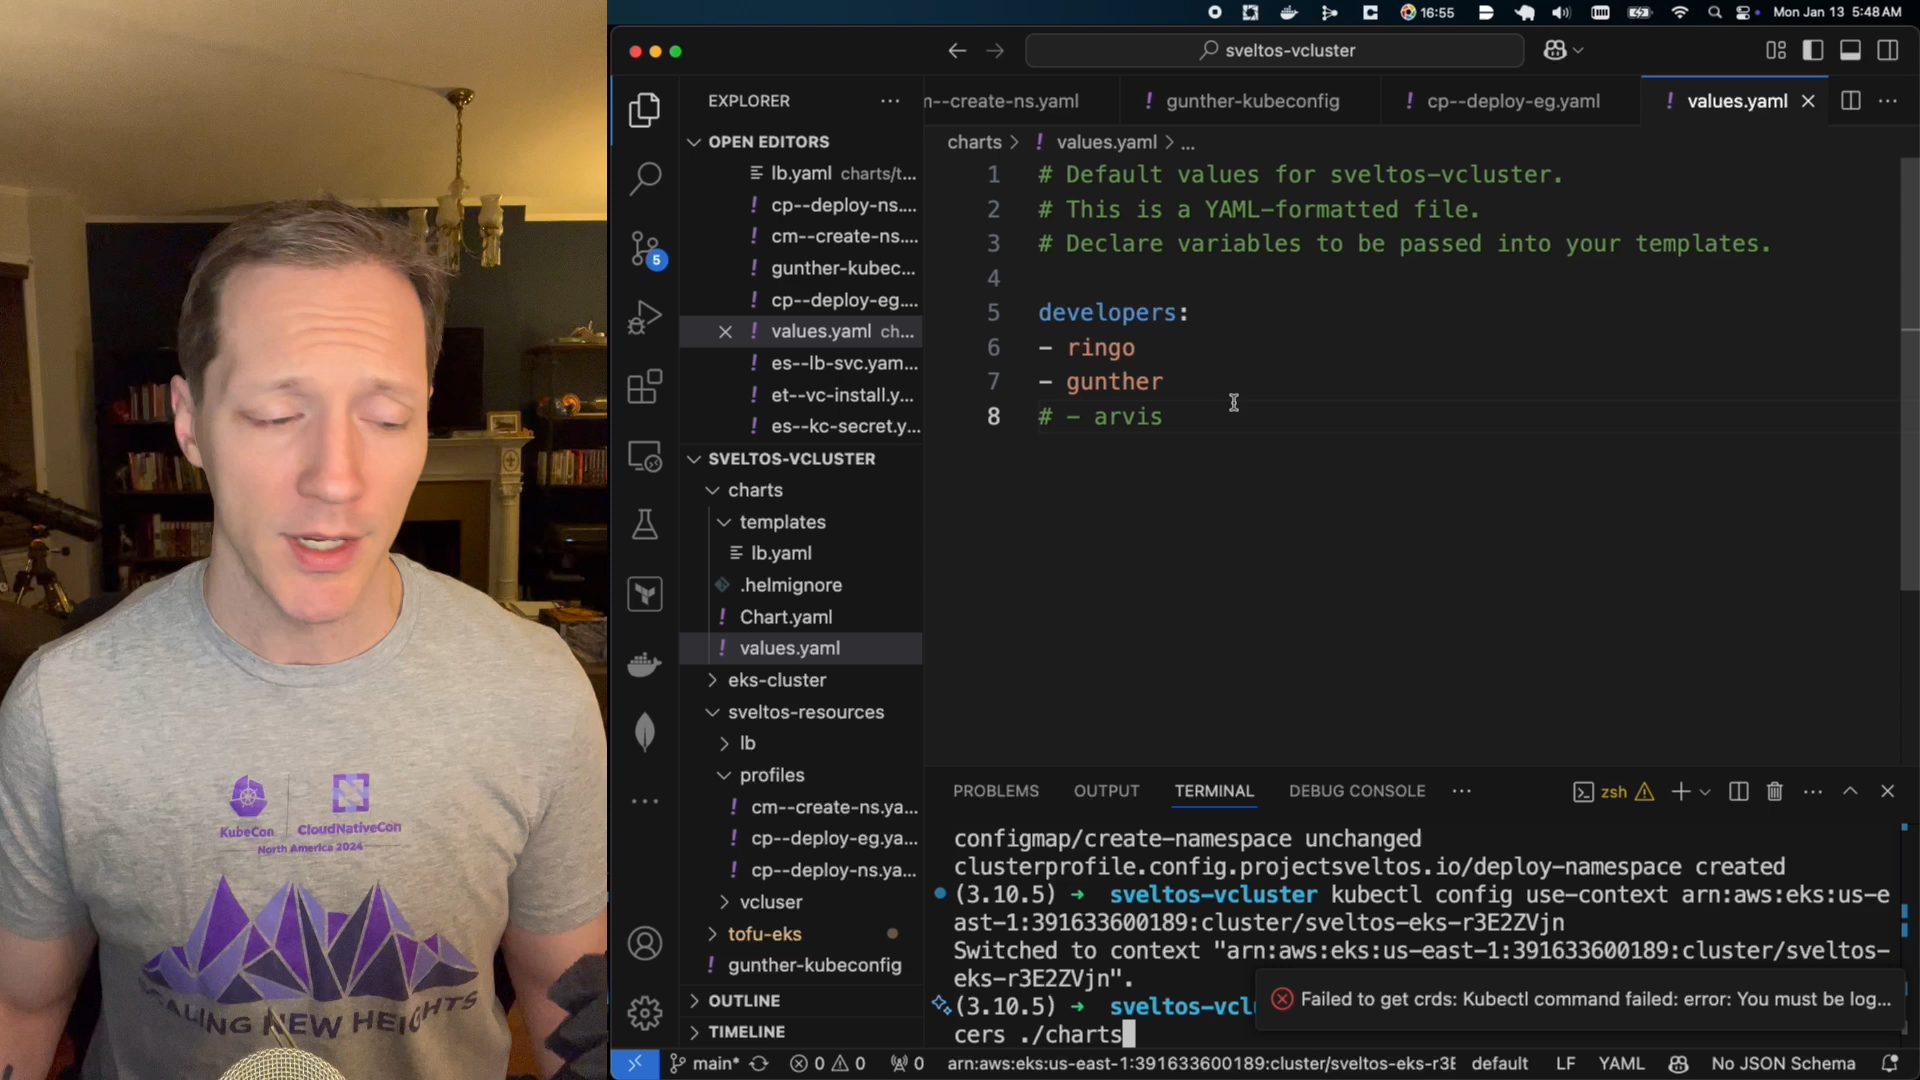 16:55
Mon Jan 13 5:48 AM
sveltos-vcluster
EXPLORER
OPEN EDITORS
lb.yaml charts/t...
cp--deploy-ns....
cm--create-ns....
gunther-kubec...
cp--deploy-eg....
values.yaml ch...
es--lb-svc.yam...
et--vc-install.y...
es--kc-secret.y...
SVELTOS-VCLUSTER
charts
templates
lb.yaml
.helmignore
Chart.yaml
values.yaml
eks-cluster
sveltos-resources
lb
profiles
cm--create-ns.ya...
cp--deploy-eg.ya...
cp--deploy-ns.ya...
vcluser
tofu-eks
gunther-kubeconfig
OUTLINE
TIMELINE
5
--create-ns.yaml
gunther-kubeconfig
cp--deploy-eg.yaml
values.yaml
charts > values.yaml > ...
1 # Default values for sveltos-vcluster.
2 # This is a YAML-formatted file.
3 # Declare variables to be passed into your templates.
4
5 developers:
6 - ringo
7 - gunther
8 # - arvis
PROBLEMS OUTPUT TERMINAL DEBUG CONSOLE ... zsh
configmap/create-namespace unchanged
clusterprofile.config.projectsveltos.io/deploy-namespace created
(3.10.5) → sveltos-vcluster kubectl config use-context arn:aws:eks:us-e
ast-1:391633600189:cluster/sveltos-eks-r3E2ZVjn
Switched to context "arn:aws:eks:us-east-1:391633600189:cluster/sveltos-
eks-r3E2ZVjn".
(3.10.5) → sveltos-vcl
cers ./charts
Failed to get crds: Kubectl command failed: error: You must be log...
main* 0 0 0 arn:aws:eks:us-east-1:391633600189:cluster/sveltos-eks-r3E default LF YAML No JSON Schema
KubeCon
CloudNativeCon
North America 2024
ALING NEW HEIGHTS